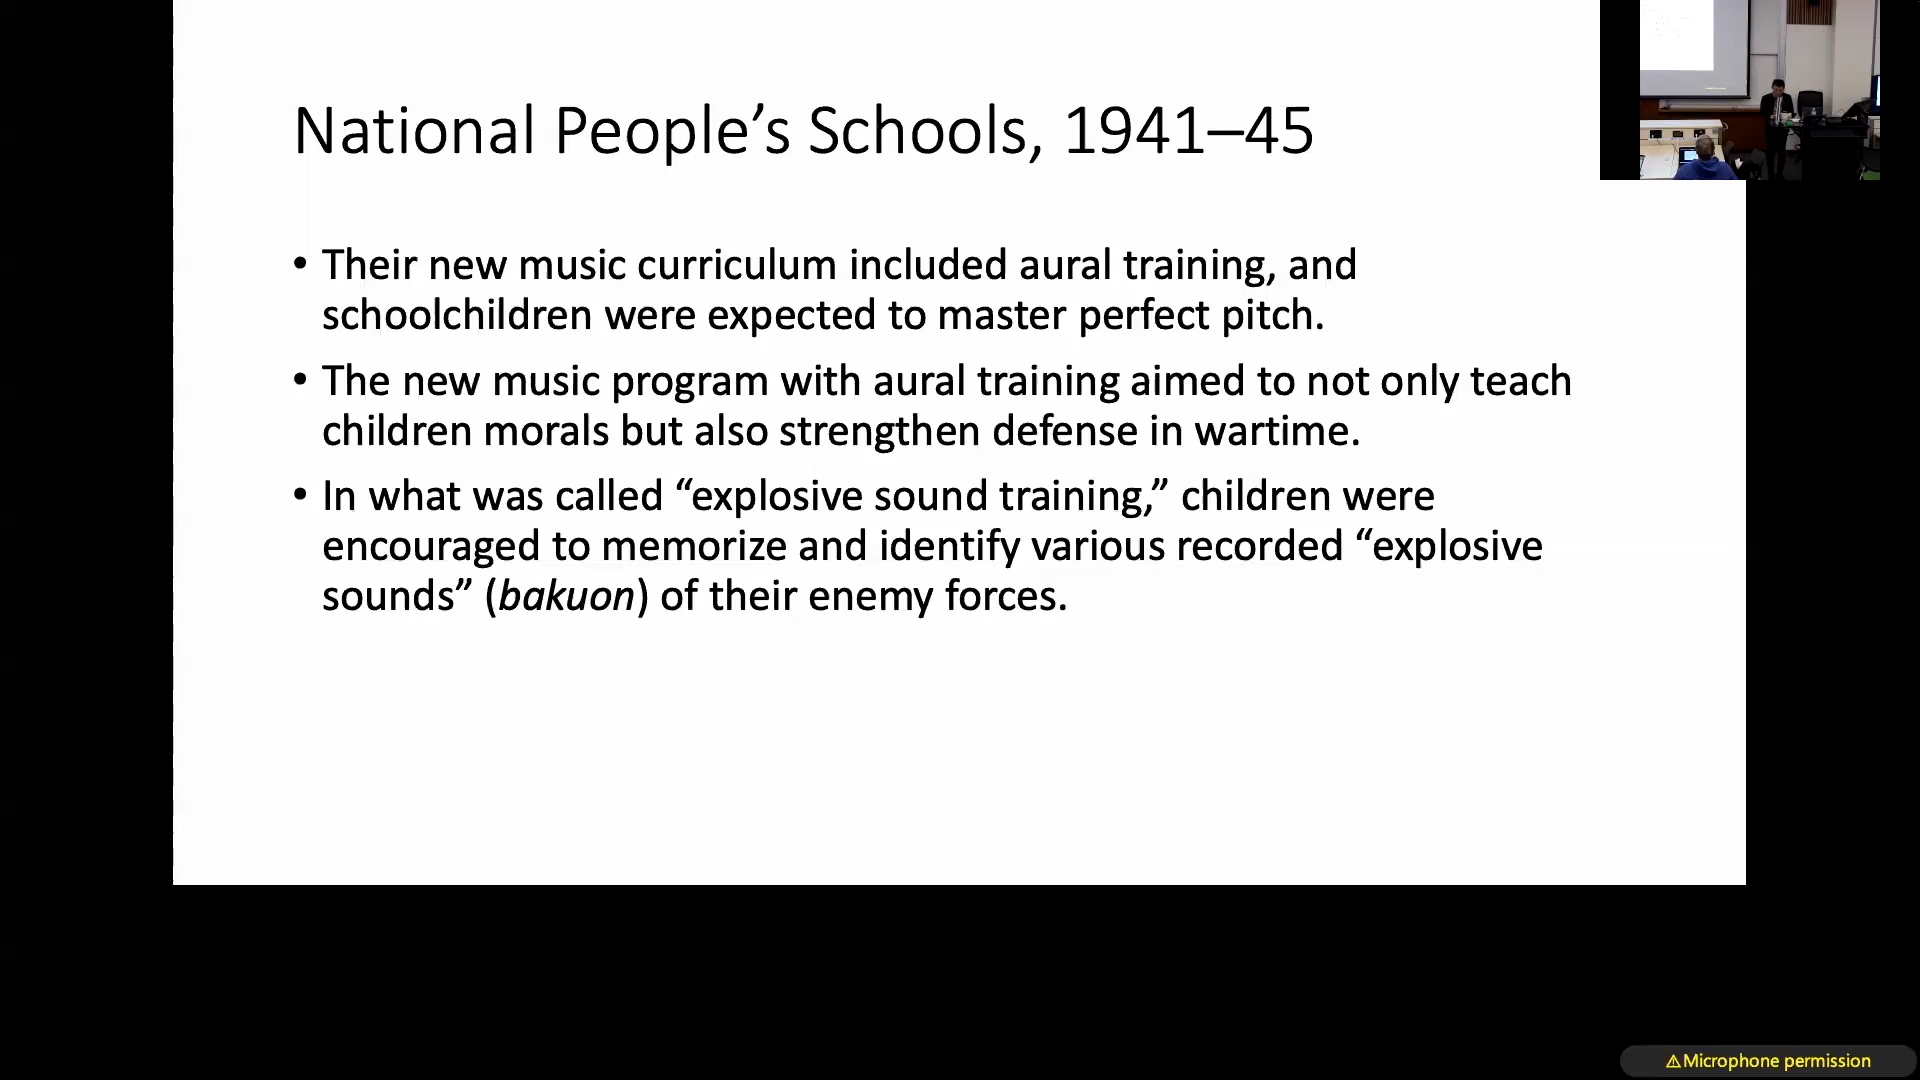 National People’s Schools, 1941–45
• Their new music curriculum included aural training, and
schoolchildren were expected to master perfect pitch.
• The new music program with aural training aimed to not only teach
children morals but also strengthen defense in wartime.
• In what was called “explosive sound training,” children were
encouraged to memorize and identify various recorded “explosive
sounds” (bakuon) of their enemy forces.
⚠Microphone permission